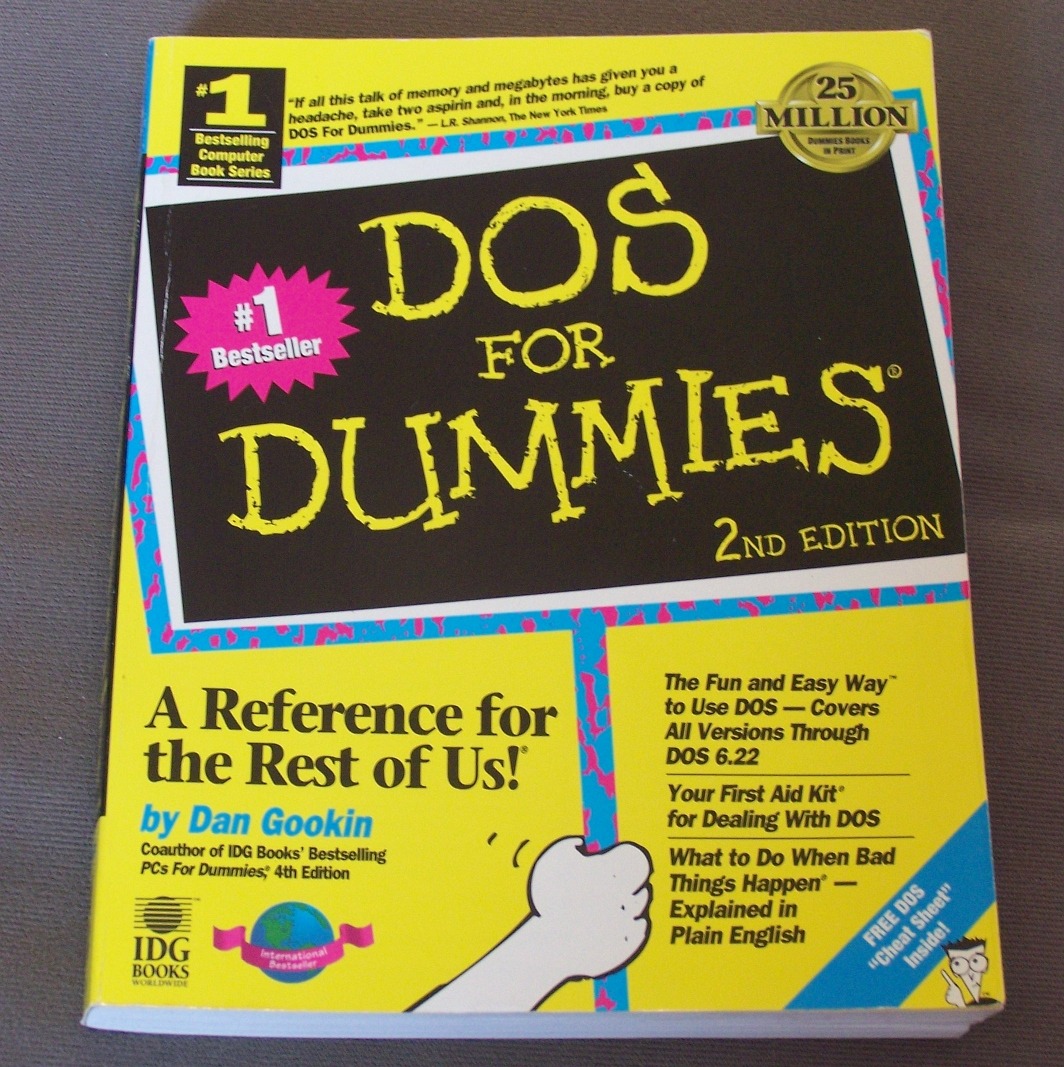 #1
Bestselling
Computer
Book Series
"If all this talk of memory and megabytes has given you a
headache, take two aspirin and, in the morning, buy a copy of
DOS For Dummies." — L.R. Shannon, The New York Times
25
MILLION
DUMMIES BOOKS
IN PRINT
DOS
FOR
DUMMIES®
2ND EDITION
#1
Bestseller
A Reference for
the Rest of Us!®
by Dan Gookin
Coauthor of IDG Books' Bestselling
PCs For Dummies,® 4th Edition
IDG
BOOKS
WORLDWIDE
™
International
Bestseller
The Fun and Easy Way™
to Use DOS — Covers
All Versions Through
DOS 6.22
Your First Aid Kit®
for Dealing With DOS
What to Do When Bad
Things Happen® —
Explained in
Plain English
FREE DOS
"Cheat Sheet"
Inside!
™